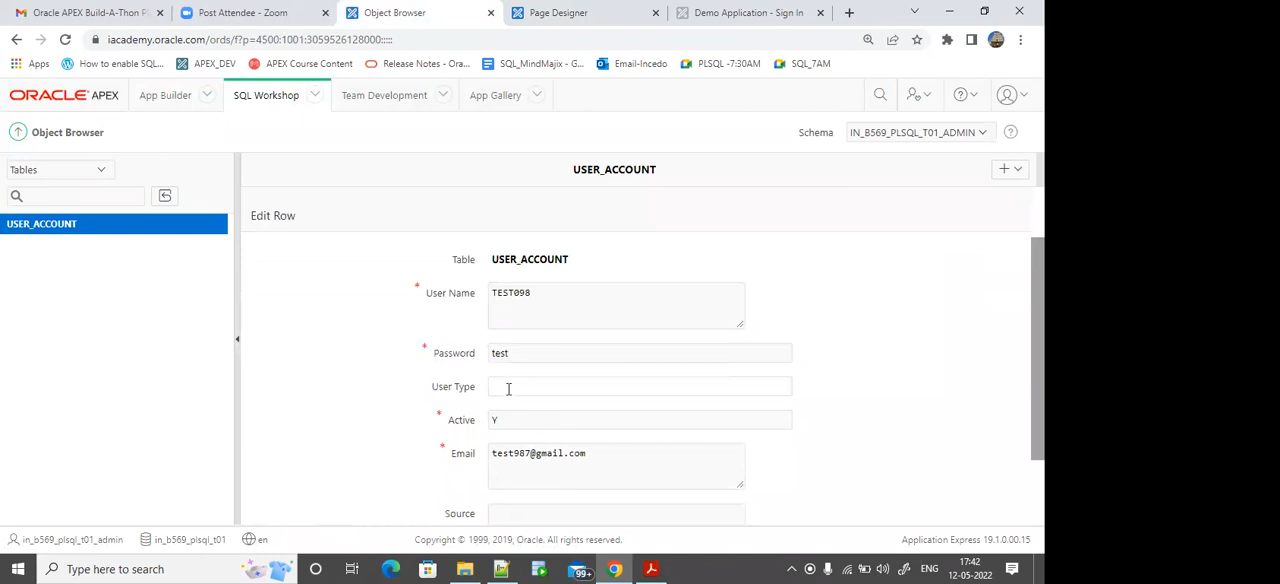 Oracle APEX Build-A-Thon P
Post Attendee - Zoom
Object Browser
Page Designer
Demo Application - Sign In
iacademy.oracle.com/ords/f?p=4500:1001:3059526128000:::::
Apps
How to enable SQL...
APEX_DEV
APEX Course Content
Release Notes - Ora...
SQL_MindMajix - G...
Email-Incedo
PLSQL -7:30AM
SQL_7AM
ORACLE APEX
App Builder
SQL Workshop
Team Development
App Gallery
Object Browser
Schema
IN_B569_PLSQL_T01_ADMIN
Tables
USER_ACCOUNT
USER_ACCOUNT
Edit Row
Table USER_ACCOUNT
* User Name TEST098
* Password test
User Type
* Active Y
* Email test987@gmail.com
Source
in_b569_plsql_t01_admin
in_b569_plsql_t01
en
Copyright © 1999, 2019, Oracle. All rights reserved.
Application Express 19.1.0.00.15
Type here to search
99+
ENG
17:42
12-05-2022